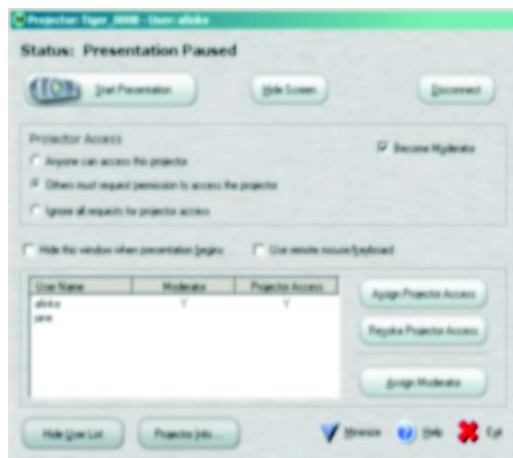 Projector: Tiger_000B - User: alinko
Status: Presentation Paused
Start Presentation
Hide Screen
Disconnect
Projector Access
Become Moderator
Anyone can access this projector
Others must request permission to access the projector
Ignore all requests for projector access
Hide this window when presentation begins
Use remote mouse/keyboard
User Name Moderator Projector Access
Y Y
jane
Assign Projector Access
Revoke Projector Access
Assign Moderator
Hide User List
Projector Info...
Minimize
Help
Exit